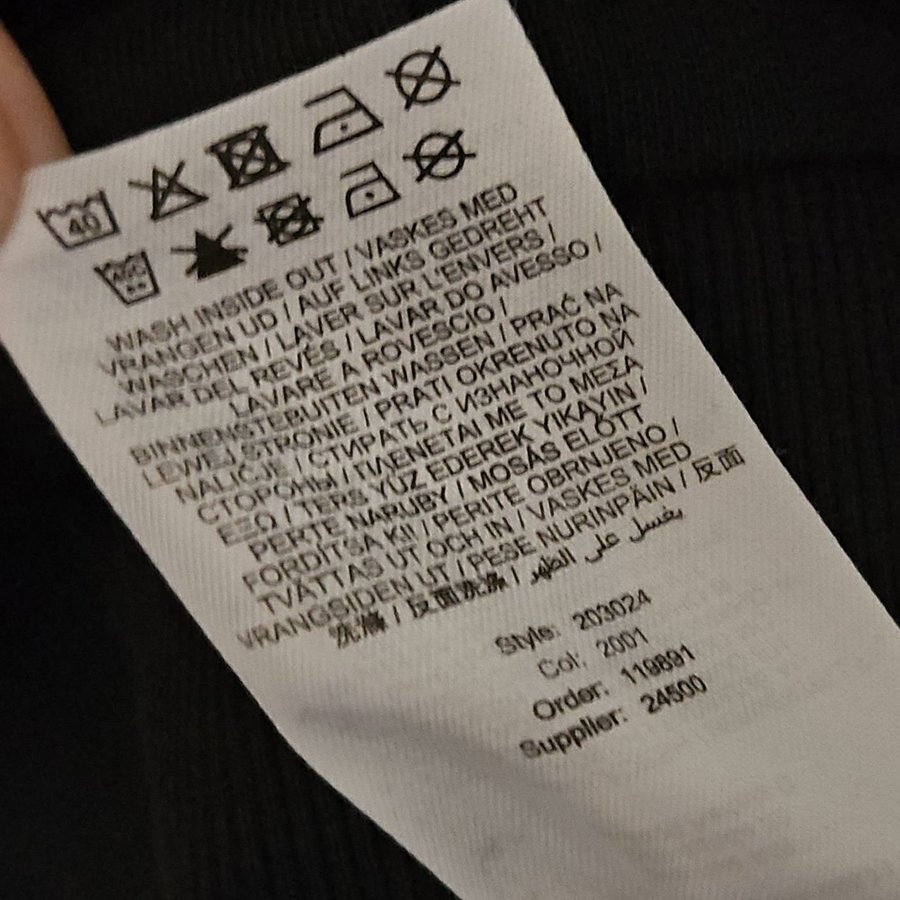 40
WASH INSIDE OUT / VASKES MED
VRANGEN UD / AUF LINKS GEDREHT
WASCHEN / LAVER SUR L'ENVERS /
LAVAR DEL REVÉS / LAVAR DO AVESSO /
LAVARE A ROVESCIO /
BINNENSTEBUITEN WASSEN / PRAĆ NA
LEWEJ STRONIE / PRATI OKRENUTO NA
NALIČJE / СТИРАТЬ С ИЗНАНОЧНОЙ
СТОРОНЫ / ΠΛΕΝΕΤΑΙ ΜΕ ΤΟ ΜΕΣΑ
ΕΞΩ / TERS YÜZ EDEREK YIKAYIN /
PERTE NARUBY / MOSÁS ELŐTT
FORDÍTSA KI / PERITE OBRNJENO /
TVÄTTAS UT OCH IN / VASKES MED
VRANGSIDEN UT / PESE NURINPÄIN / 反面
洗滌 / 反面洗涤 / يغسل على الظهر
Style: 203024
Col: 2001
Order: 119891
Supplier: 24500